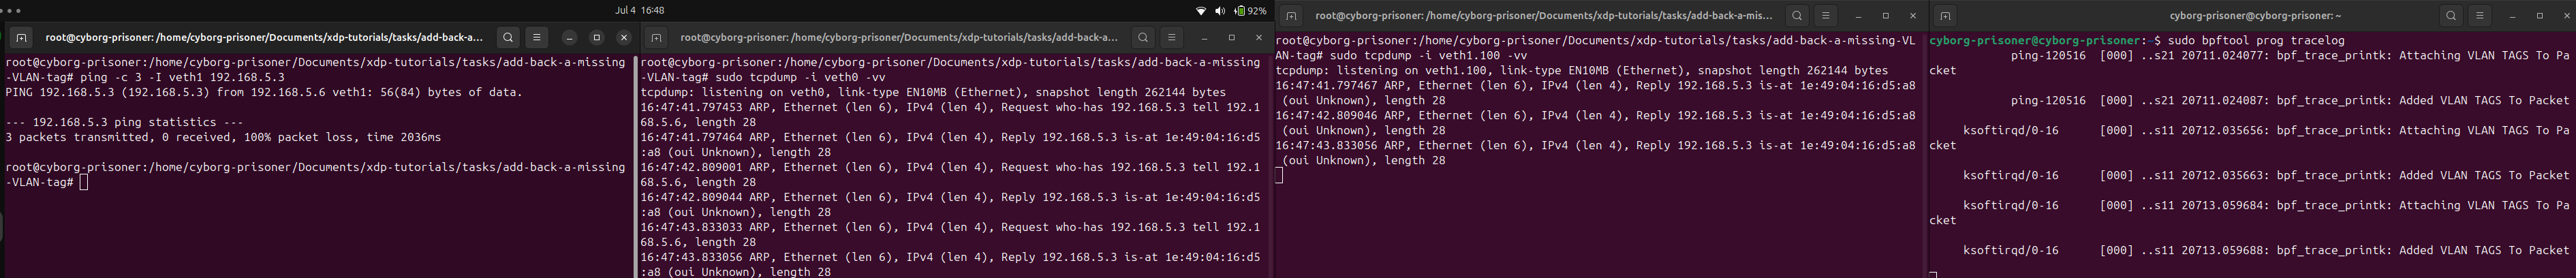 Jul 4 16:48
92%
root@cyborg-prisoner: /home/cyborg-prisoner/Documents/xdp-tutorials/tasks/add-back-a...
root@cyborg-prisoner:/home/cyborg-prisoner/Documents/xdp-tutorials/tasks/add-back-a-missing
-VLAN-tag# ping -c 3 -I veth1 192.168.5.3
PING 192.168.5.3 (192.168.5.3) from 192.168.5.6 veth1: 56(84) bytes of data.
--- 192.168.5.3 ping statistics ---
3 packets transmitted, 0 received, 100% packet loss, time 2036ms
root@cyborg-prisoner:/home/cyborg-prisoner/Documents/xdp-tutorials/tasks/add-back-a-missing
-VLAN-tag#
root@cyborg-prisoner: /home/cyborg-prisoner/Documents/xdp-tutorials/tasks/add-back-a...
root@cyborg-prisoner:/home/cyborg-prisoner/Documents/xdp-tutorials/tasks/add-back-a-missing
-VLAN-tag# sudo tcpdump -i veth0 -vv
tcpdump: listening on veth0, link-type EN10MB (Ethernet), snapshot length 262144 bytes
16:47:41.797453 ARP, Ethernet (len 6), IPv4 (len 4), Request who-has 192.168.5.3 tell 192.1
68.5.6, length 28
16:47:41.797464 ARP, Ethernet (len 6), IPv4 (len 4), Reply 192.168.5.3 is-at 1e:49:04:16:d5
:a8 (oui Unknown), length 28
16:47:42.809001 ARP, Ethernet (len 6), IPv4 (len 4), Request who-has 192.168.5.3 tell 192.1
68.5.6, length 28
16:47:42.809044 ARP, Ethernet (len 6), IPv4 (len 4), Reply 192.168.5.3 is-at 1e:49:04:16:d5
:a8 (oui Unknown), length 28
16:47:43.833033 ARP, Ethernet (len 6), IPv4 (len 4), Request who-has 192.168.5.3 tell 192.1
68.5.6, length 28
16:47:43.833056 ARP, Ethernet (len 6), IPv4 (len 4), Reply 192.168.5.3 is-at 1e:49:04:16:d5
:a8 (oui Unknown), length 28
root@cyborg-prisoner: /home/cyborg-prisoner/Documents/xdp-tutorials/tasks/add-back-a-mis...
root@cyborg-prisoner:/home/cyborg-prisoner/Documents/xdp-tutorials/tasks/add-back-a-missing-VL
AN-tag# sudo tcpdump -i veth1.100 -vv
tcpdump: listening on veth1.100, link-type EN10MB (Ethernet), snapshot length 262144 bytes
16:47:41.797467 ARP, Ethernet (len 6), IPv4 (len 4), Reply 192.168.5.3 is-at 1e:49:04:16:d5:a8
(oui Unknown), length 28
16:47:42.809046 ARP, Ethernet (len 6), IPv4 (len 4), Reply 192.168.5.3 is-at 1e:49:04:16:d5:a8
(oui Unknown), length 28
16:47:43.833056 ARP, Ethernet (len 6), IPv4 (len 4), Reply 192.168.5.3 is-at 1e:49:04:16:d5:a8
(oui Unknown), length 28
cyborg-prisoner@cyborg-prisoner: ~
cyborg-prisoner@cyborg-prisoner:~$ sudo bpftool prog tracelog
ping-120516 [000] ..s21 20711.024077: bpf_trace_printk: Attaching VLAN TAGS To Pa
cket
ping-120516 [000] ..s21 20711.024087: bpf_trace_printk: Added VLAN TAGS To Packet
ksoftirqd/0-16 [000] ..s11 20712.035656: bpf_trace_printk: Attaching VLAN TAGS To Pa
cket
ksoftirqd/0-16 [000] ..s11 20712.035663: bpf_trace_printk: Added VLAN TAGS To Packet
ksoftirqd/0-16 [000] ..s11 20713.059684: bpf_trace_printk: Attaching VLAN TAGS To Pa
cket
ksoftirqd/0-16 [000] ..s11 20713.059688: bpf_trace_printk: Added VLAN TAGS To Packet